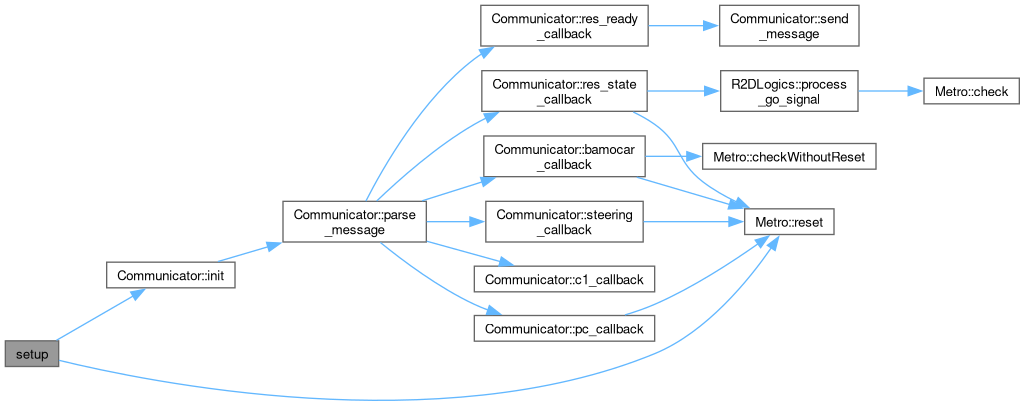 Communicator::res_ready
_callback
Communicator::send
_message
Communicator::res_state
_callback
R2DLogics::process
_go_signal
Metro::check
Communicator::bamocar
_callback
Metro::checkWithoutReset
Communicator::parse
_message
Communicator::steering
_callback
Metro::reset
Communicator::init
Communicator::c1_callback
Communicator::pc_callback
setup